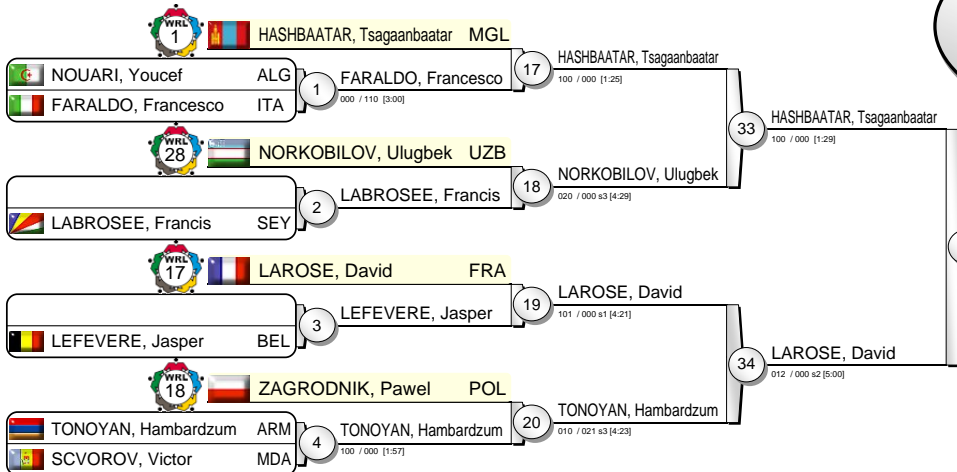 WRL 1 HASHBAATAR, Tsagaanbaatar MGL
NOUARI, Youcef ALG
FARALDO, Francesco ITA
1
FARALDO, Francesco
000 / 110 [3:00]
17
HASHBAATAR, Tsagaanbaatar
100 / 000 [1:25]
WRL 28 NORKOBILOV, Ulugbek UZB
LABROSEE, Francis SEY
2
LABROSEE, Francis
18
NORKOBILOV, Ulugbek
020 / 000 s3 [4:29]
33
HASHBAATAR, Tsagaanbaatar
100 / 000 [1:29]
WRL 17 LAROSE, David FRA
LEFEVERE, Jasper BEL
3
LEFEVERE, Jasper
19
LAROSE, David
101 / 000 s1 [4:21]
WRL 18 ZAGRODNIK, Pawel POL
TONOYAN, Hambardzum ARM
SCVOROV, Victor MDA
4
TONOYAN, Hambardzum
100 / 000 [1:57]
20
TONOYAN, Hambardzum
010 / 021 s3 [4:23]
34
LAROSE, David
012 / 000 s2 [5:00]